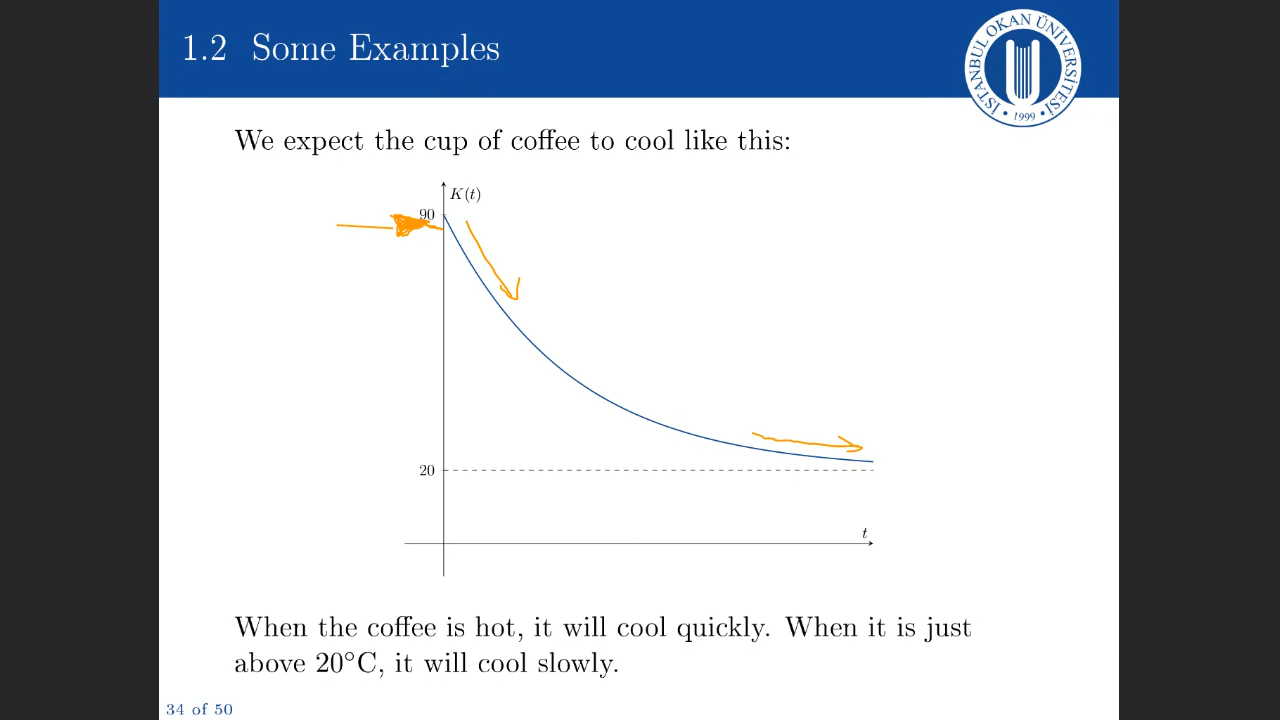 1.2 Some Examples
İSTANBUL OKAN ÜNİVERSİTESİ
• 1999 •
We expect the cup of coffee to cool like this:
K(t)
90
20
t
When the coffee is hot, it will cool quickly. When it is just
above 20°C, it will cool slowly.
34 of 50